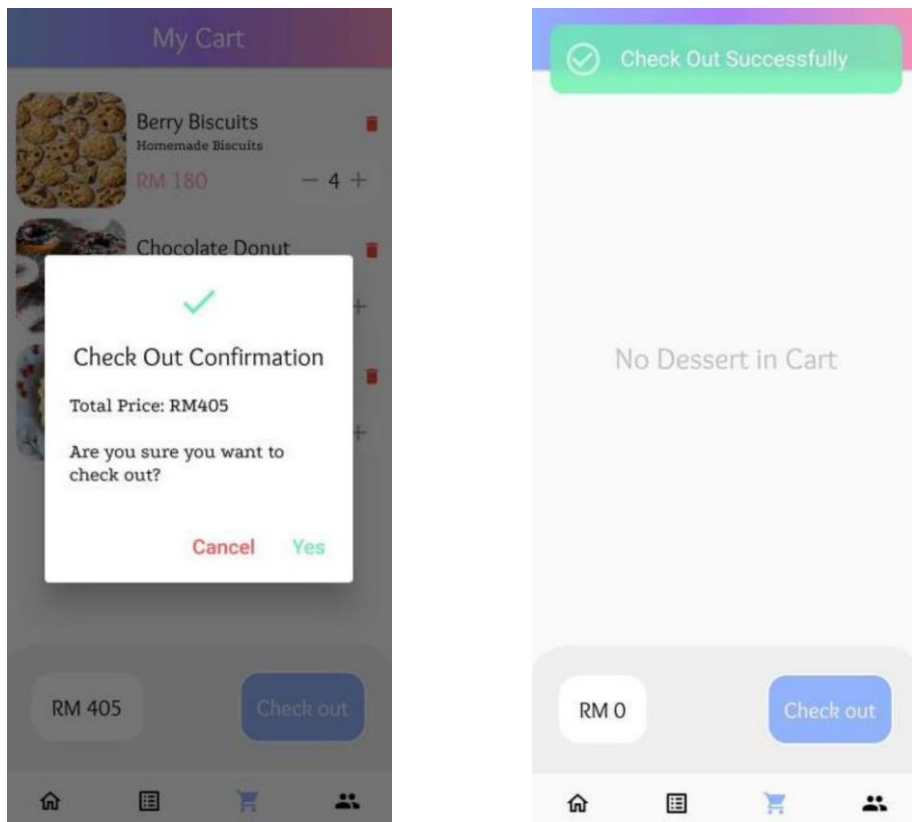 My Cart
Berry Biscuits
Homemade Biscuits
RM 180
4
Chocolate Donut
Check Out Confirmation
Total Price: RM405
Are you sure you want to
check out?
Cancel Yes
RM 405
Check out
Check Out Successfully
No Dessert in Cart
RM 0
Check out